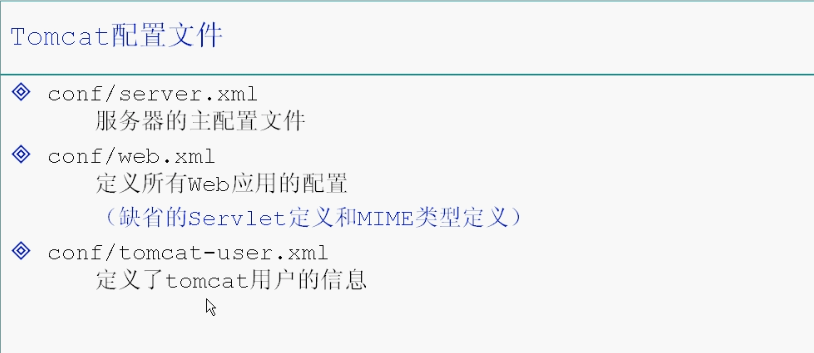 Tomcat配置文件
conf/server.xml
服务器的主配置文件
conf/web.xml
定义所有Web应用的配置
（缺省的Servlet定义和MIME类型定义）
conf/tomcat-user.xml
定义了tomcat用户的信息